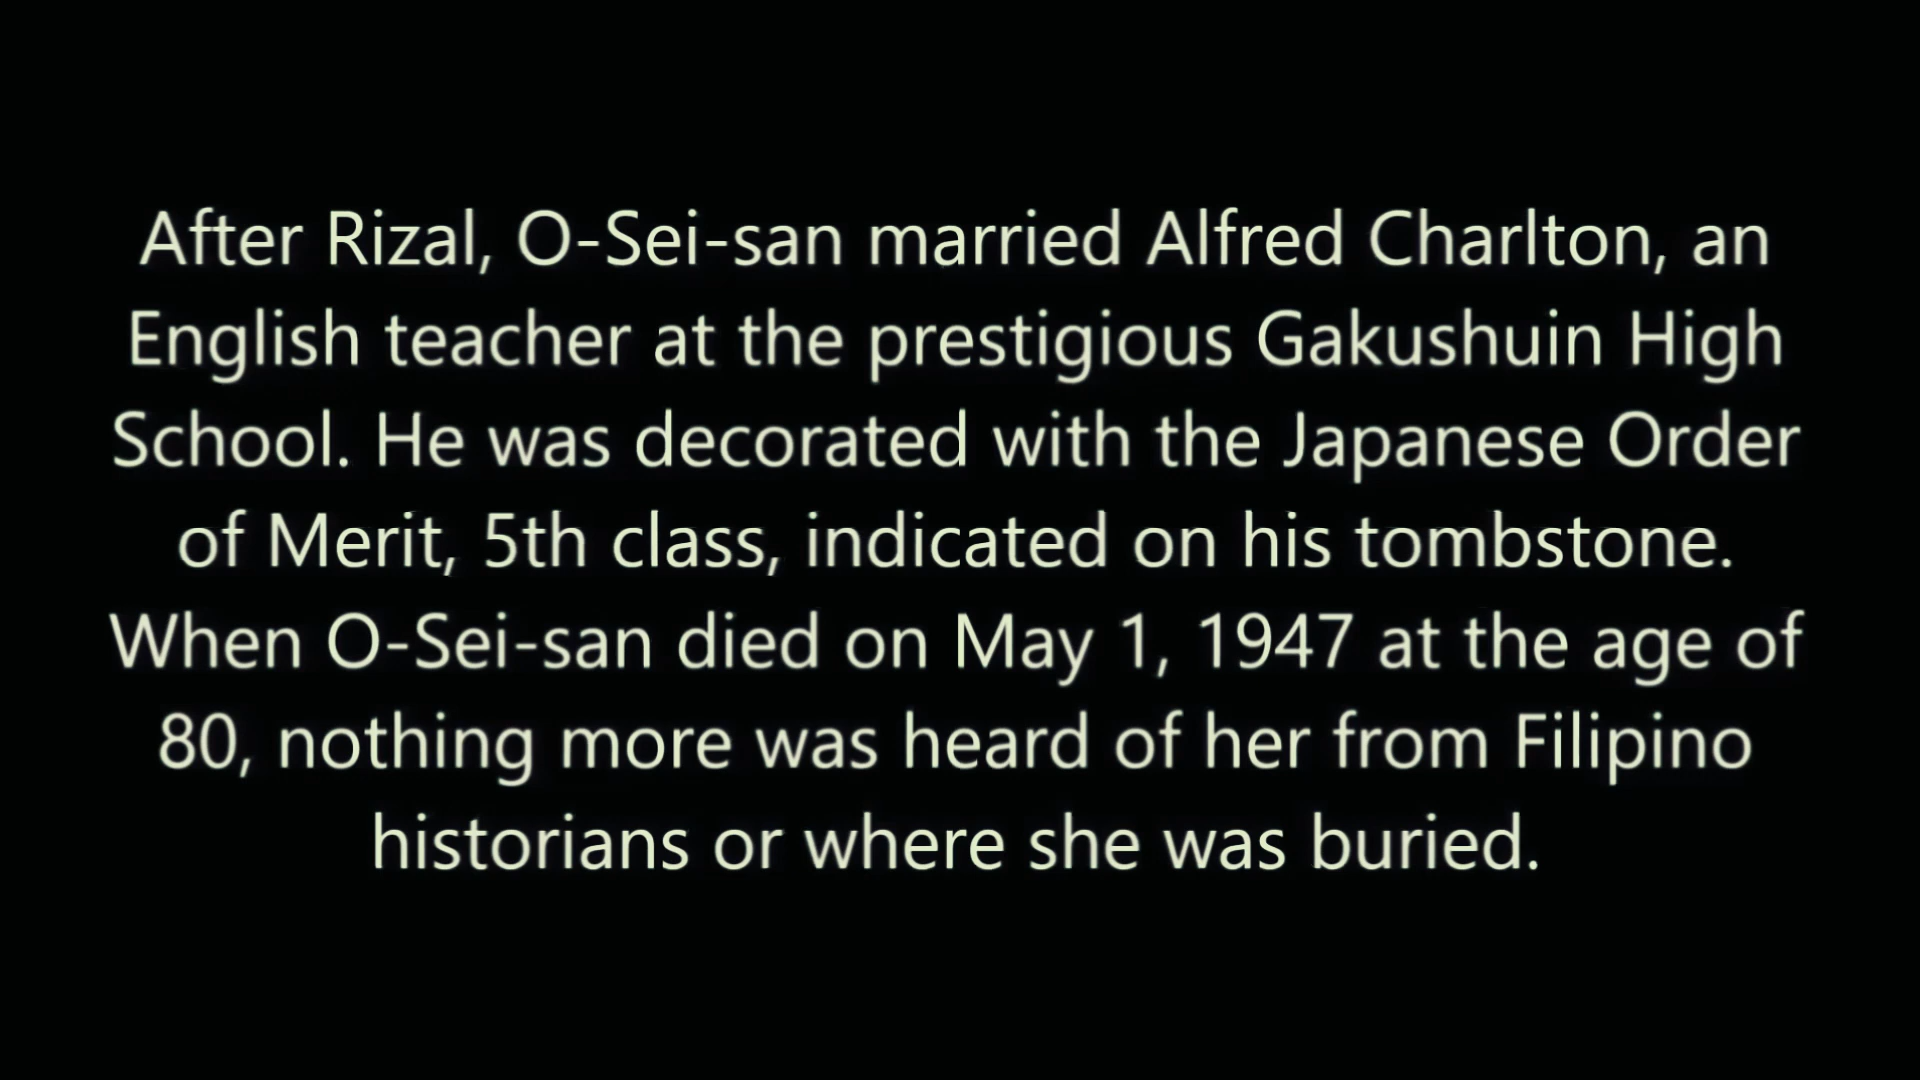 After Rizal, O-Sei-san married Alfred Charlton, an
English teacher at the prestigious Gakushuin High
School. He was decorated with the Japanese Order
of Merit, 5th class, indicated on his tombstone.
When O-Sei-san died on May 1, 1947 at the age of
80, nothing more was heard of her from Filipino
historians or where she was buried.